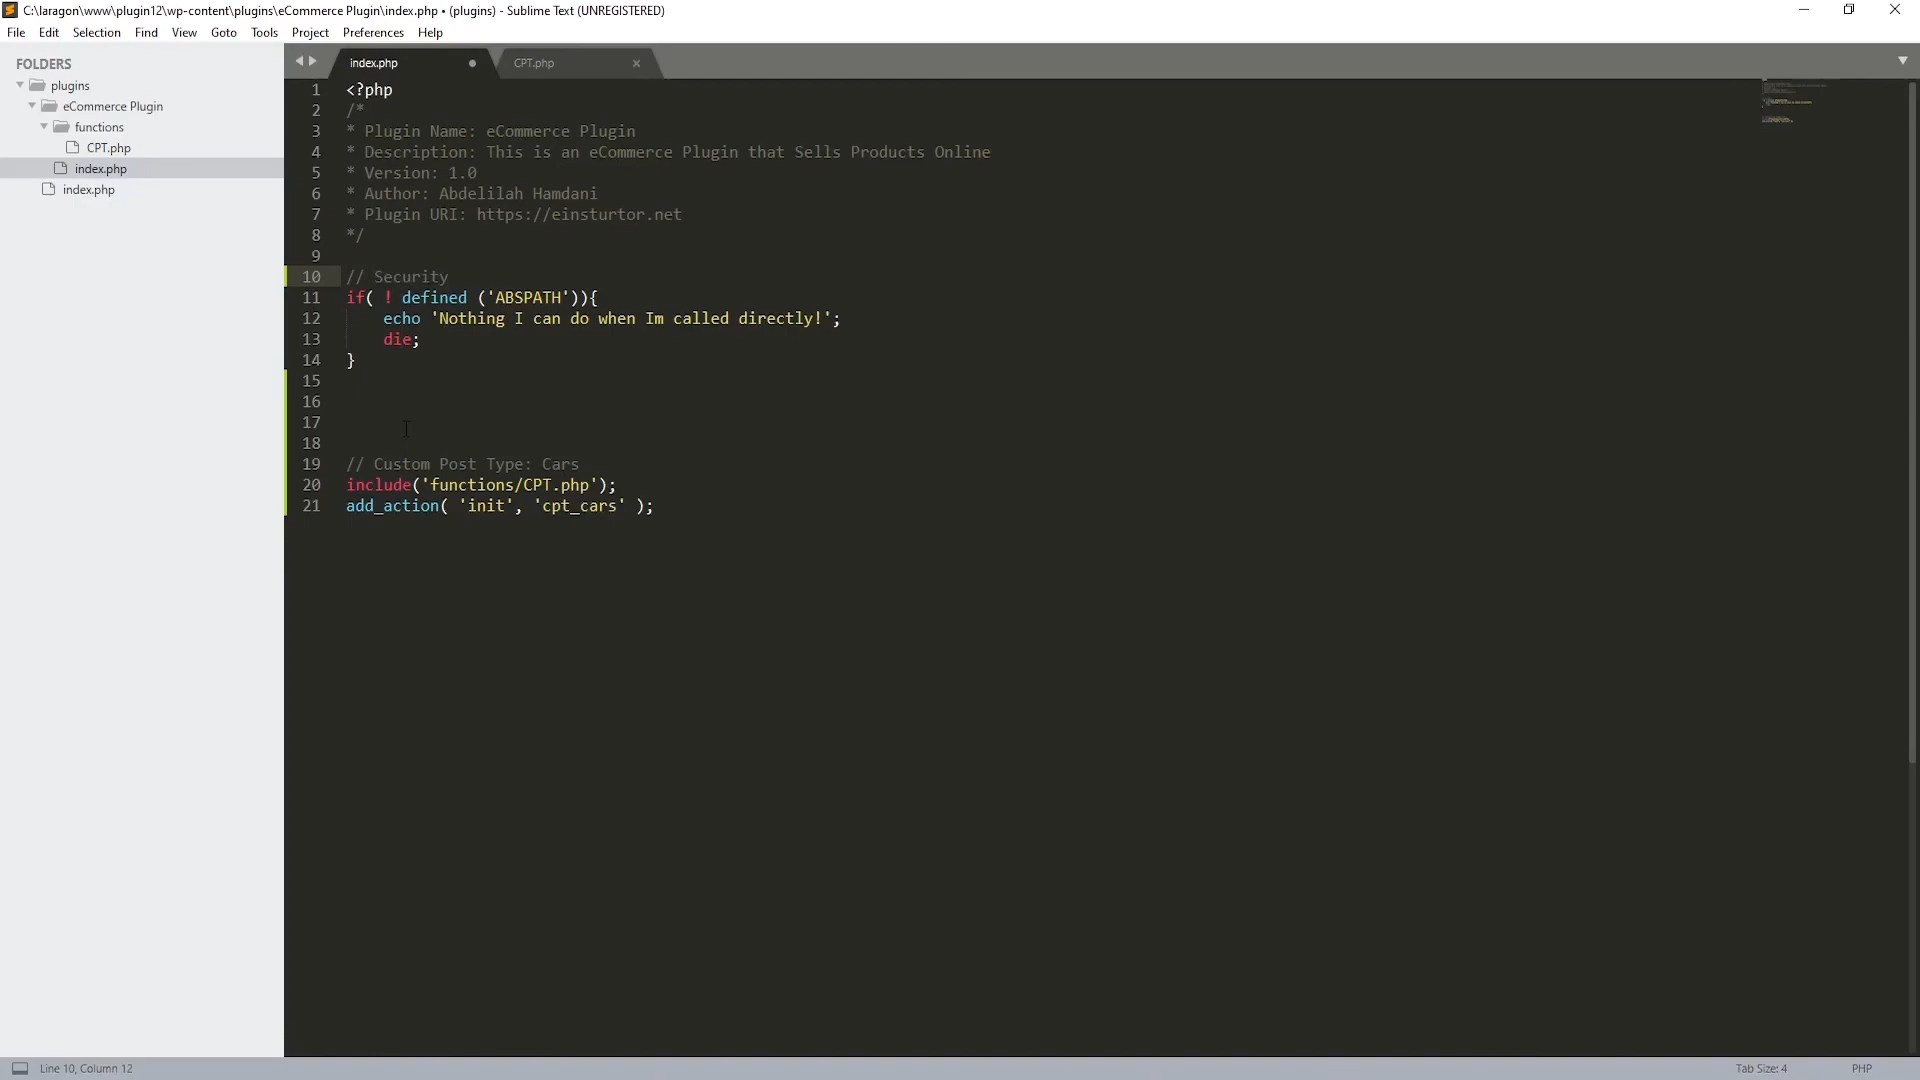 C:\laragon\www\plugin12\wp-content\plugins\eCommerce Plugin\index.php • (plugins) - Sublime Text (UNREGISTERED)
File Edit Selection Find View Goto Tools Project Preferences Help
FOLDERS
plugins
eCommerce Plugin
functions
CPT.php
index.php
index.php
index.php CPT.php
1 <?php
2 /*
3 * Plugin Name: eCommerce Plugin
4 * Description: This is an eCommerce Plugin that Sells Products Online
5 * Version: 1.0
6 * Author: Abdelilah Hamdani
7 * Plugin URI: https://einsturtor.net
8 */
9
10 // Security
11 if( ! defined ('ABSPATH')){
12 echo 'Nothing I can do when Im called directly!';
13 die;
14 }
15
16
17
18
19 // Custom Post Type: Cars
20 include('functions/CPT.php');
21 add_action( 'init', 'cpt_cars' );
Line 10, Column 12
Tab Size: 4
PHP